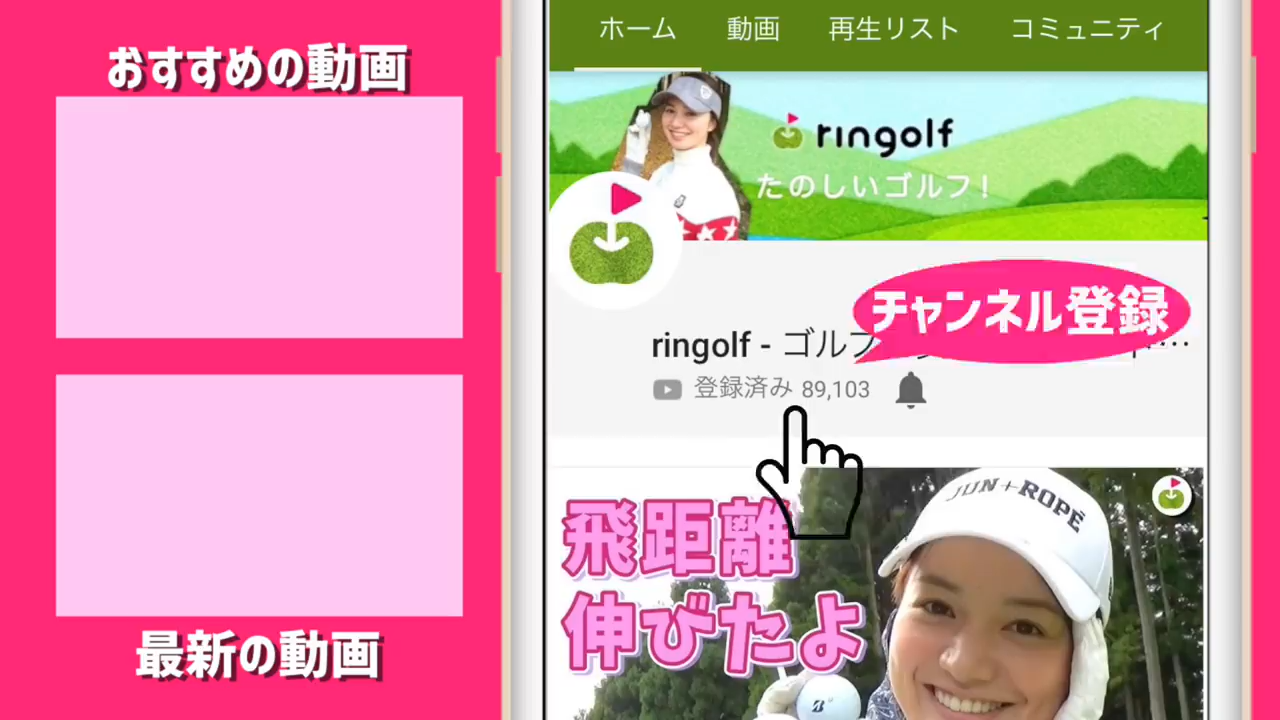 おすすめの動画
最新の動画
ホーム 動画 再生リスト コミュニティ
ringolf
たのしいゴルフ!
チャンネル登録
ringolf - ゴルフ
登録済み 89,103
JUN+ROPÉ
飛距離
伸びたよ
B